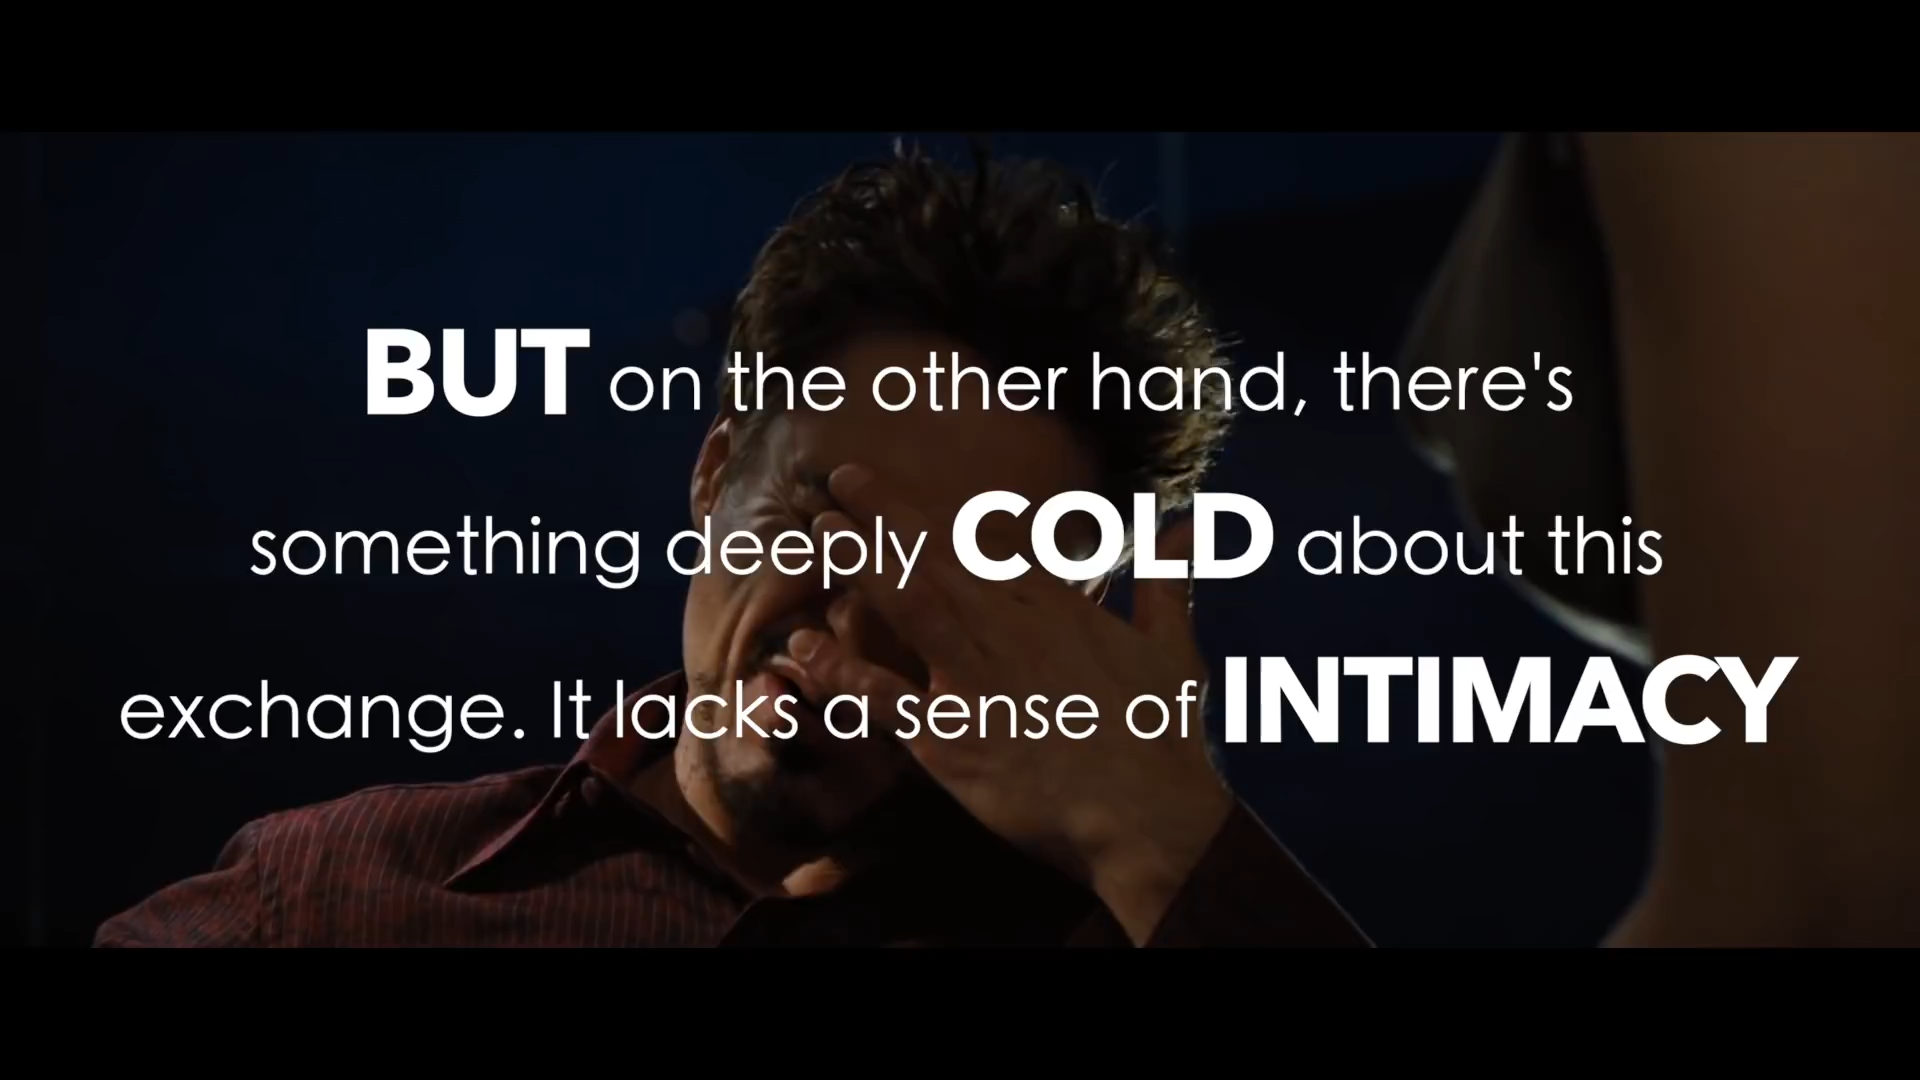 BUT on the other hand, there's
something deeply COLD about this
exchange. It lacks a sense of INTIMACY